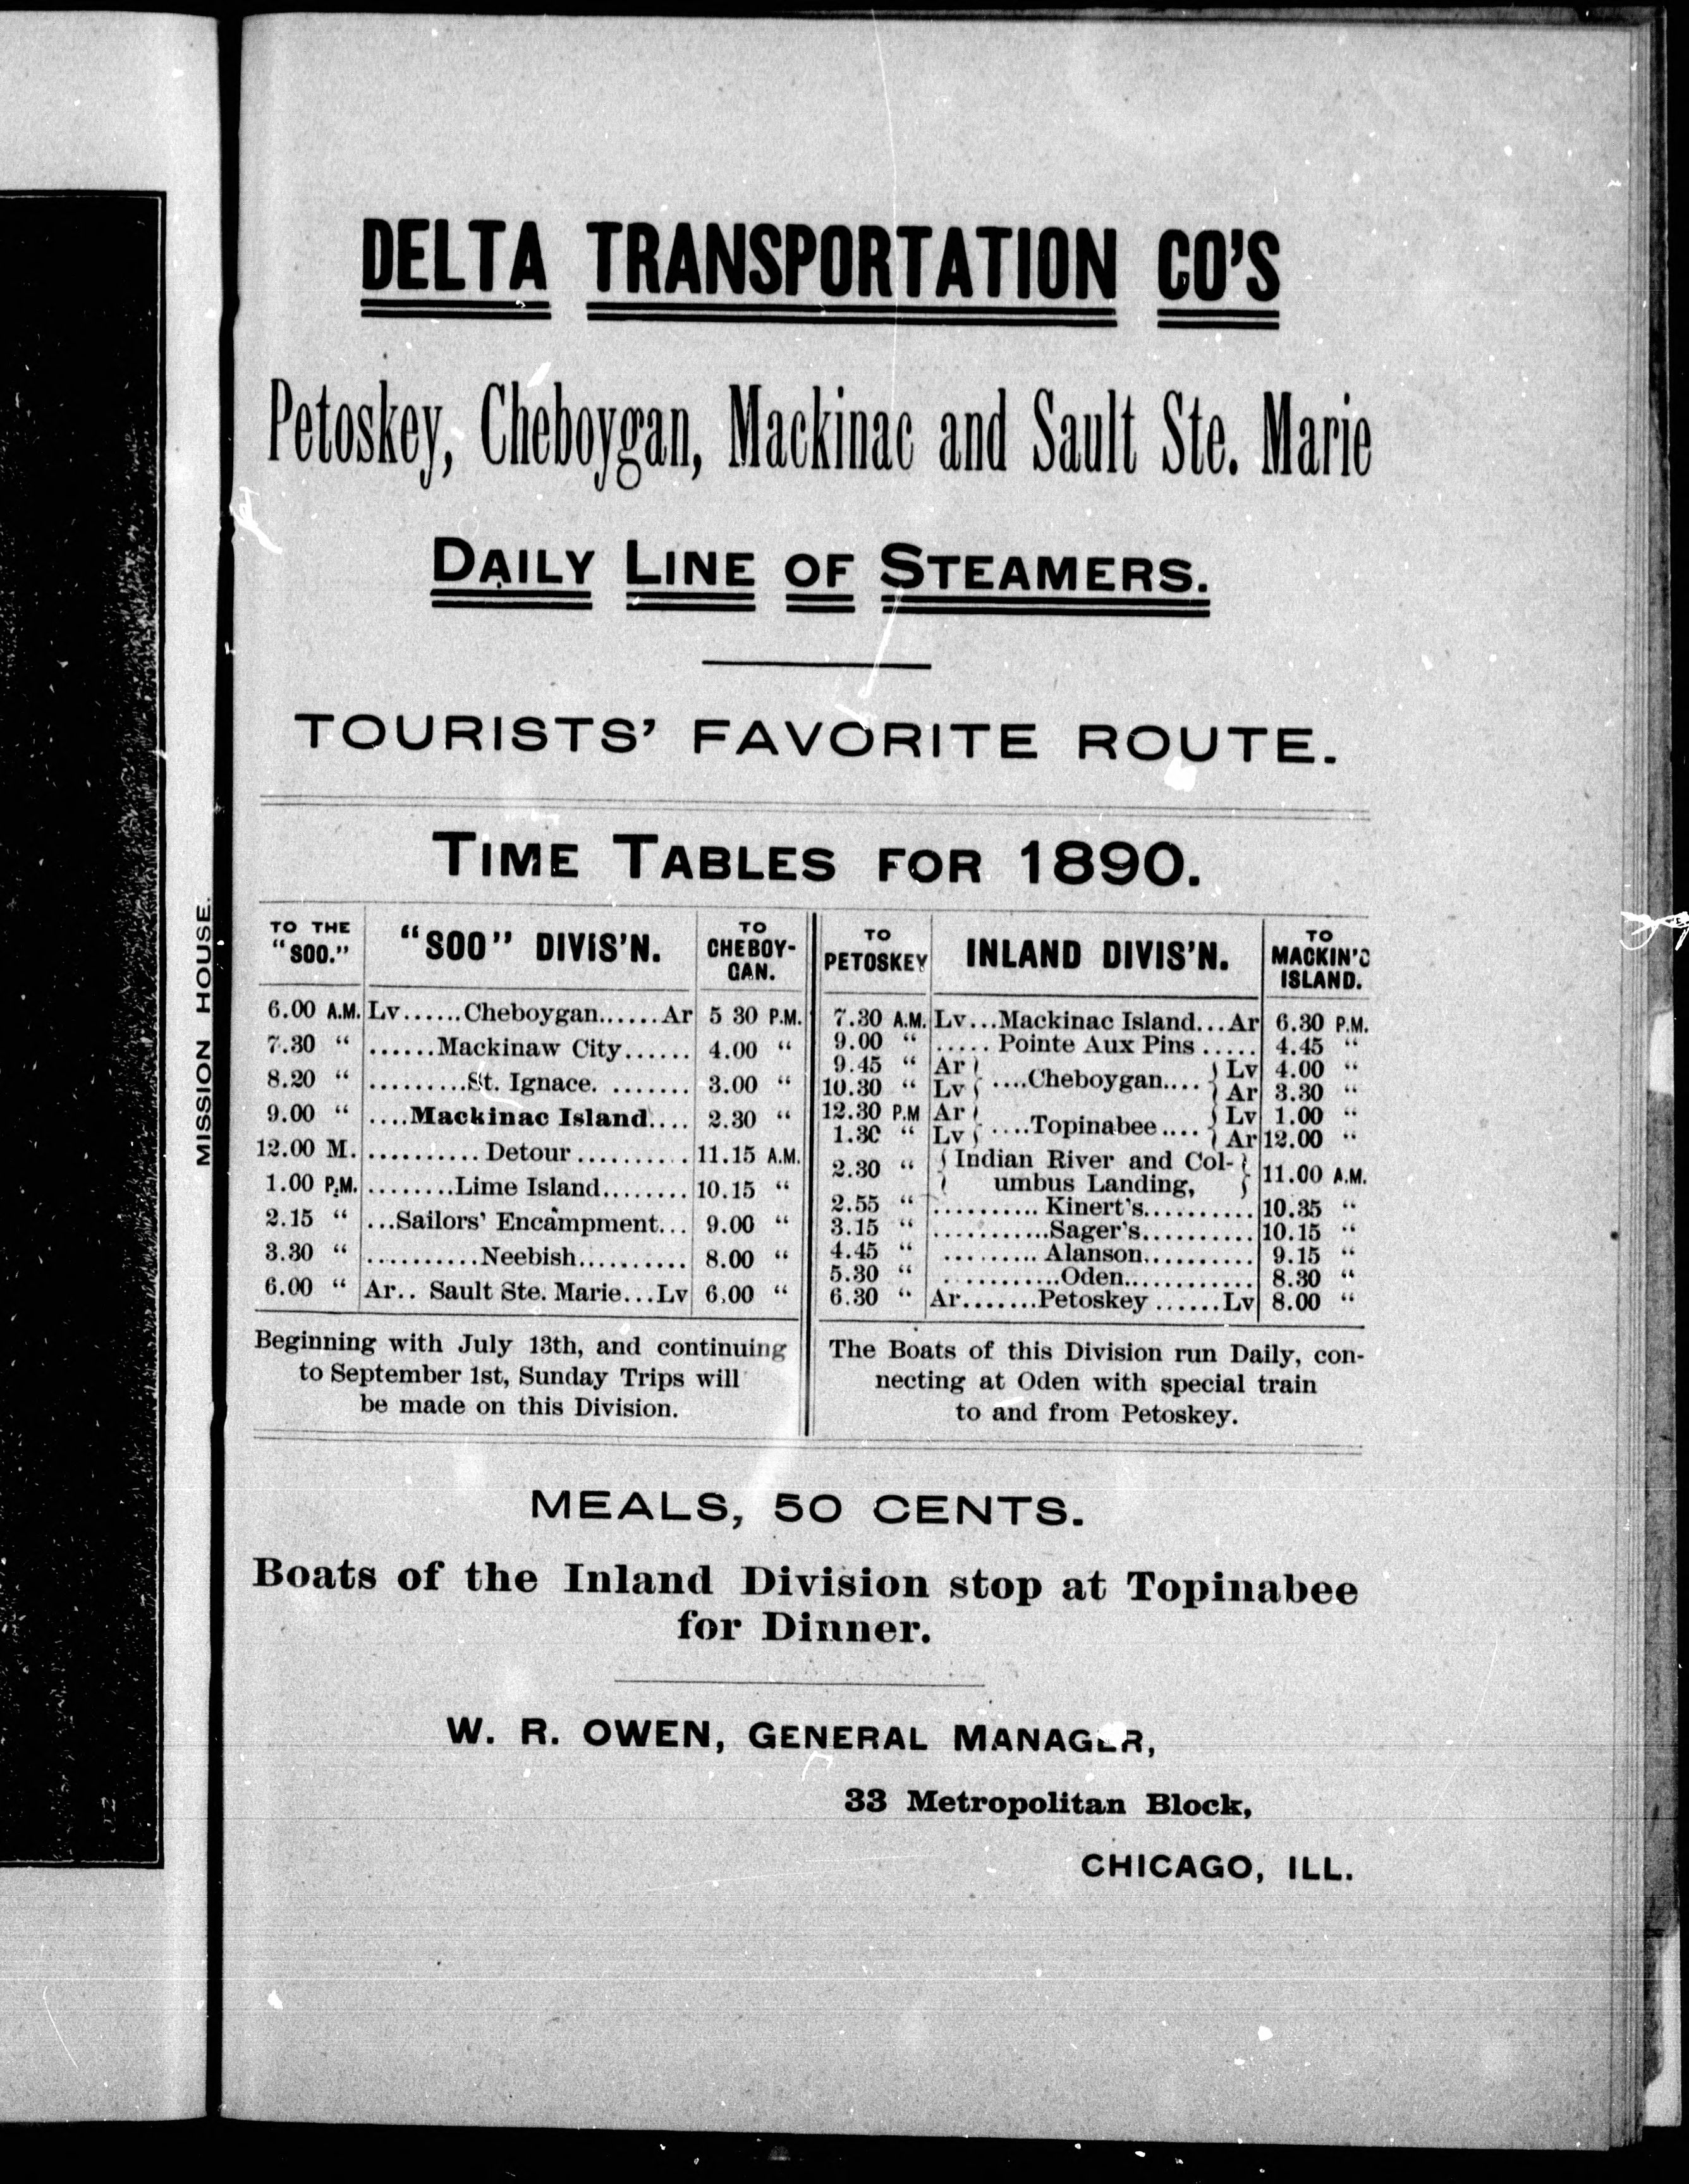 MISSION HOUSE.
DELTA TRANSPORTATION CO'S
Petoskey, Cheboygan, Mackinac and Sault Ste. Marie
DAILY LINE OF STEAMERS.
TOURISTS' FAVORITE ROUTE.
TIME TABLES FOR 1890.
TO THE "SOO." "SOO" DIVIS'N. TO CHEBOY-GAN.
6.00 A.M. Lv......Cheboygan......Ar 5 30 P.M.
7.30 " ......Mackinaw City...... 4.00 "
8.20 " .........St. Ignace. ....... 3.00 "
9.00 " ....Mackinac Island.... 2.30 "
12.00 M. .......... Detour .......... 11.15 A.M.
1.00 P.M. ........Lime Island........ 10.15 "
2.15 " ...Sailors' Encampment... 9.00 "
3.30 " ..........Neebish.......... 8.00 "
6.00 " Ar.. Sault Ste. Marie...Lv 6.00 "
Beginning with July 13th, and continuing
to September 1st, Sunday Trips will
be made on this Division.
TO PETOSKEY INLAND DIVIS'N. TO MACKIN'C ISLAND.
7.30 A.M. Lv...Mackinac Island...Ar 6.30 P.M.
9.00 " ..... Pointe Aux Pins ..... 4.45 "
9.45 " Ar } ....Cheboygan.... { Lv 4.00 "
10.30 " Lv } { Ar 3.30 "
12.30 P.M Ar } ....Topinabee.... { Lv 1.00 "
1.30 " Lv } { Ar 12.00 "
2.30 " { Indian River and Col- } 11.00 A.M.
umbus Landing,
2.55 " .......... Kinert's.......... 10.35 "
3.15 " ...........Sager's.......... 10.15 "
4.45 " ......... Alanson.......... 9.15 "
5.30 " ...........Oden............ 8.30 "
6.30 " Ar.......Petoskey ......Lv 8.00 "
The Boats of this Division run Daily, con-
necting at Oden with special train
to and from Petoskey.
MEALS, 50 CENTS.
Boats of the Inland Division stop at Topinabee
for Dinner.
W. R. OWEN, GENERAL MANAGER,
33 Metropolitan Block,
CHICAGO, ILL.